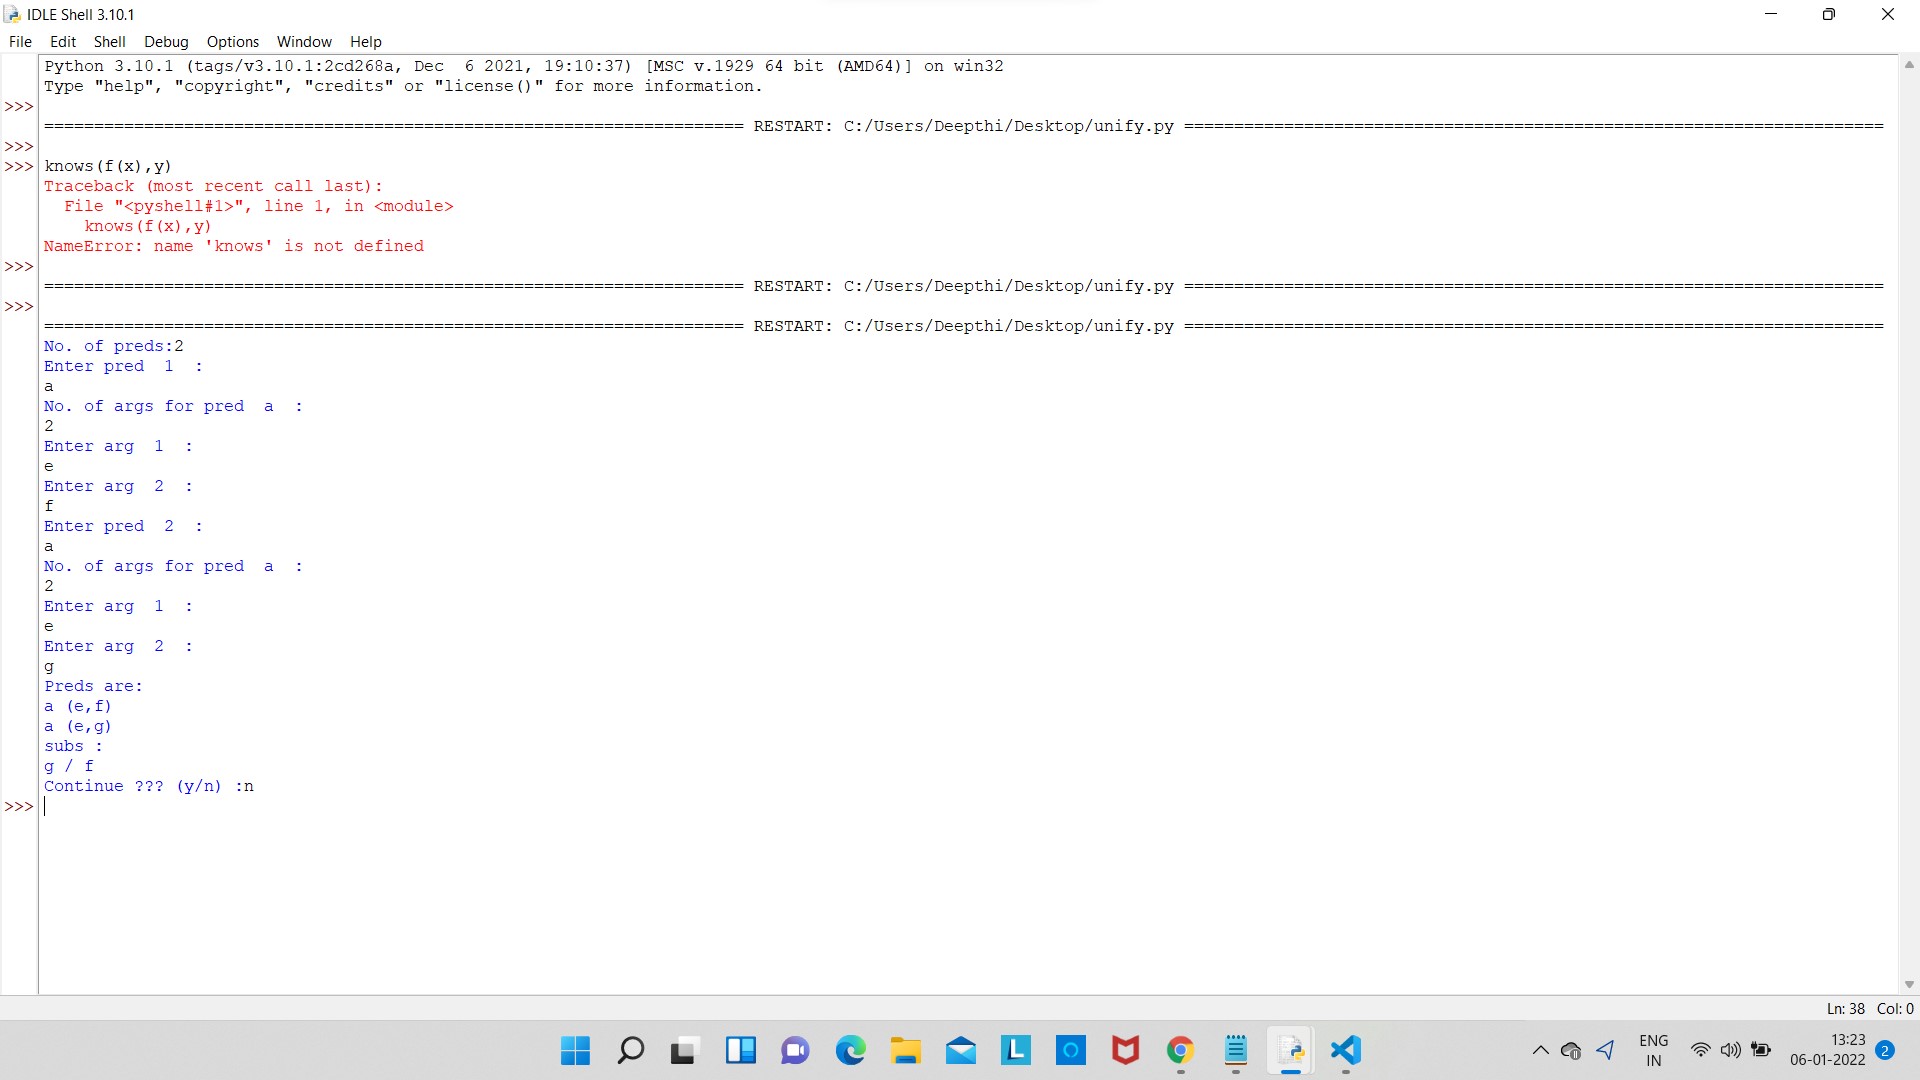 IDLE Shell 3.10.1
File Edit Shell Debug Options Window Help
Python 3.10.1 (tags/v3.10.1:2cd268a, Dec  6 2021, 19:10:37) [MSC v.1929 64 bit (AMD64)] on win32
Type "help", "copyright", "credits" or "license()" for more information.
>>>
====================================================================== RESTART: C:/Users/Deepthi/Desktop/unify.py ======================================================================
>>>
>>> knows(f(x),y)
Traceback (most recent call last):
  File "<pyshell#1>", line 1, in <module>
    knows(f(x),y)
NameError: name 'knows' is not defined
>>>
====================================================================== RESTART: C:/Users/Deepthi/Desktop/unify.py ======================================================================
>>>
====================================================================== RESTART: C:/Users/Deepthi/Desktop/unify.py ======================================================================
No. of preds:2
Enter pred  1  :
a
No. of args for pred  a  :
2
Enter arg  1  :
e
Enter arg  2  :
f
Enter pred  2  :
a
No. of args for pred  a  :
2
Enter arg  1  :
e
Enter arg  2  :
g
Preds are:
a (e,f)
a (e,g)
subs :
g / f
Continue ??? (y/n) :n
>>>
Ln: 38 Col: 0
L
ENG
IN
13:23
06-01-2022
2